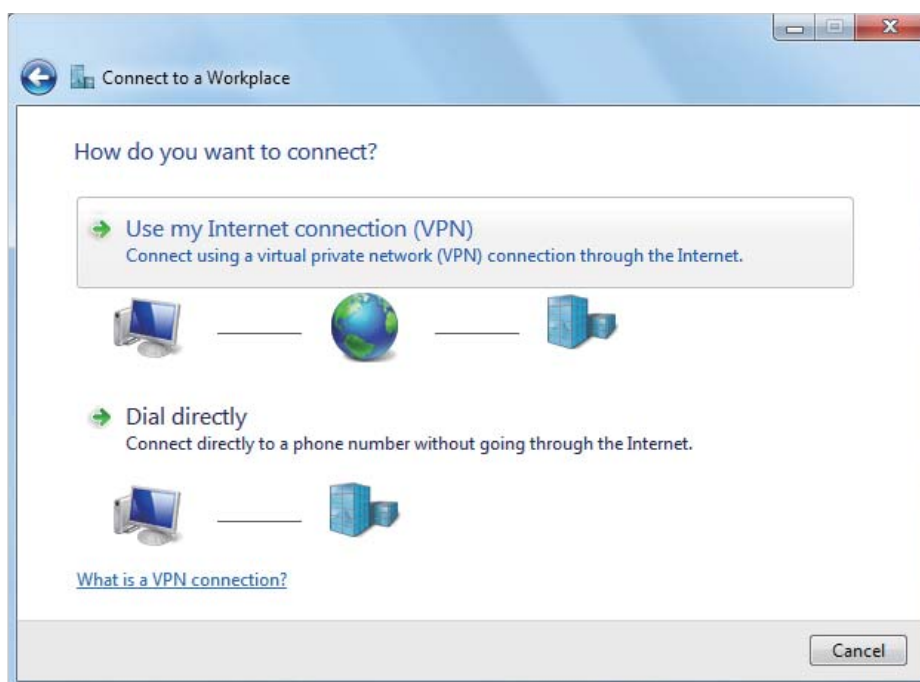 Connect to a Workplace
How do you want to connect?
Use my Internet connection (VPN)
Connect using a virtual private network (VPN) connection through the Internet.
Dial directly
Connect directly to a phone number without going through the Internet.
What is a VPN connection?
Cancel